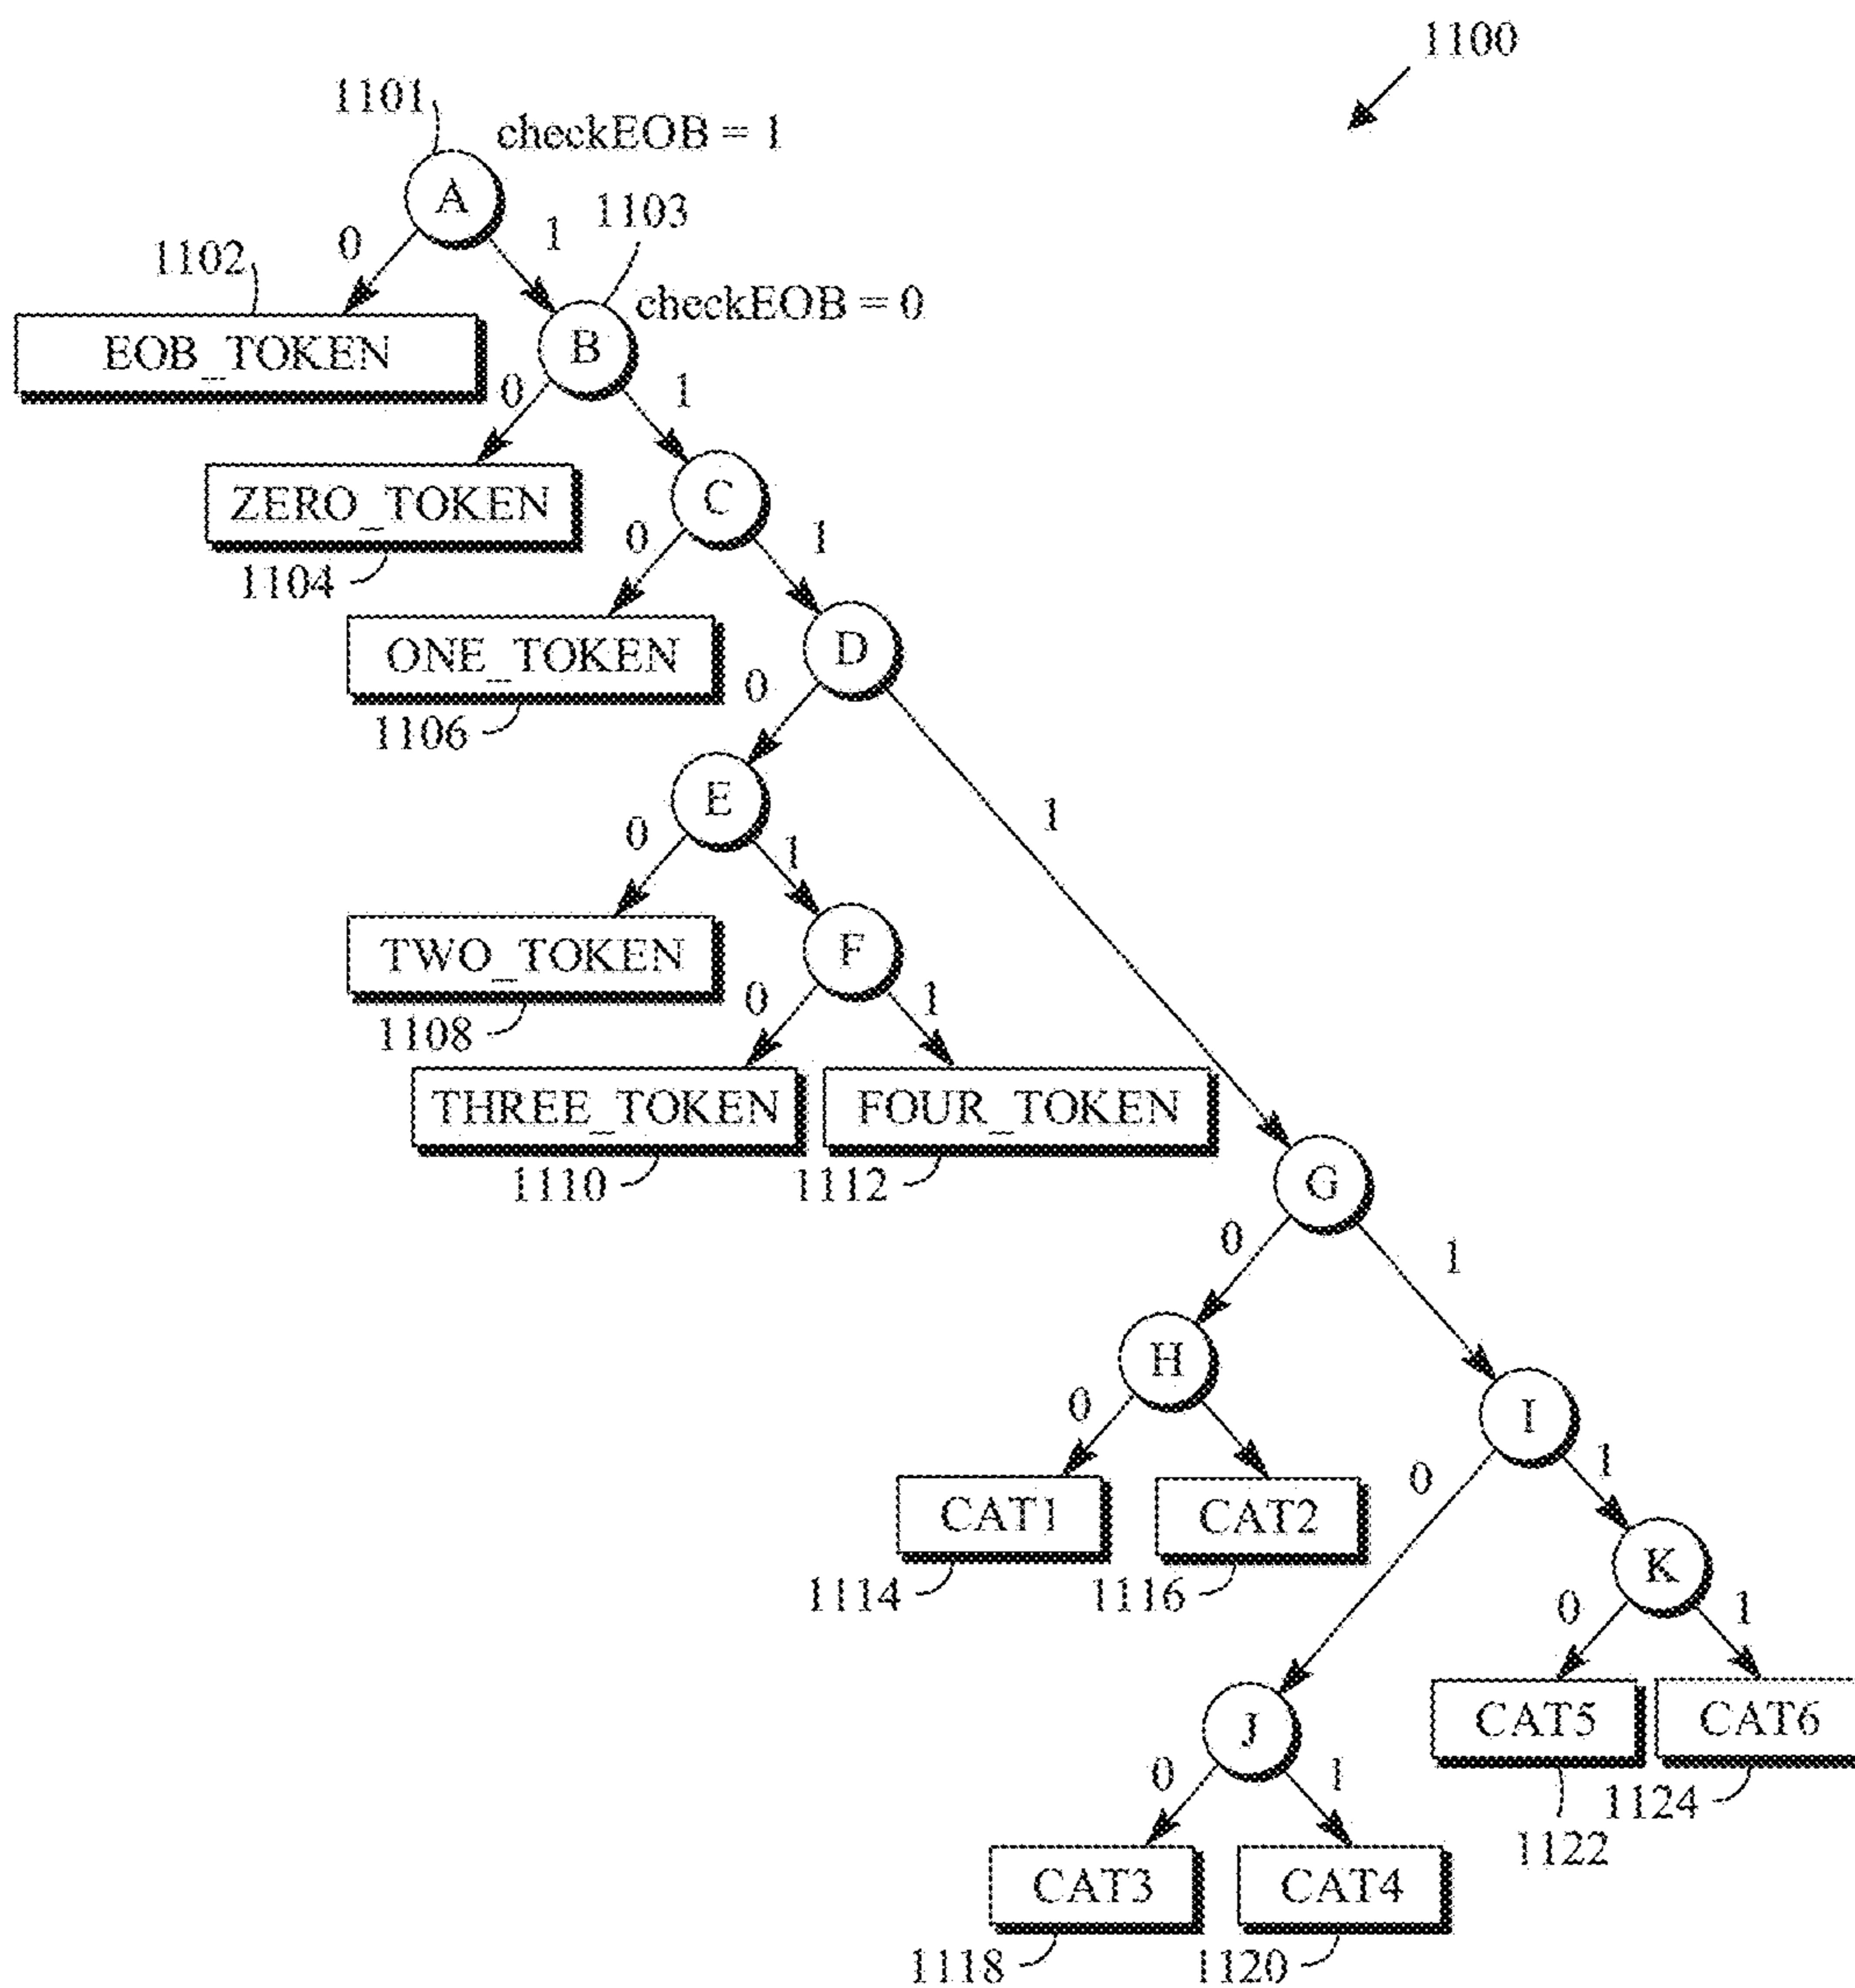 1100
1101
checkEOB = 1
A
1103
0
1
1102
checkEOB = 0
EOB_TOKEN
B
0
1
ZERO_TOKEN
C
1104
0
1
ONE_TOKEN
D
1106
0
1
E
0
1
TWO_TOKEN
F
1108
0
1
THREE_TOKEN
FOUR_TOKEN
1110
1112
G
0
1
H
I
0
0
1
CAT1
CAT2
K
1114
1116
0
1
J
CAT5
CAT6
0
1
1124
1122
CAT3
CAT4
1118
1120